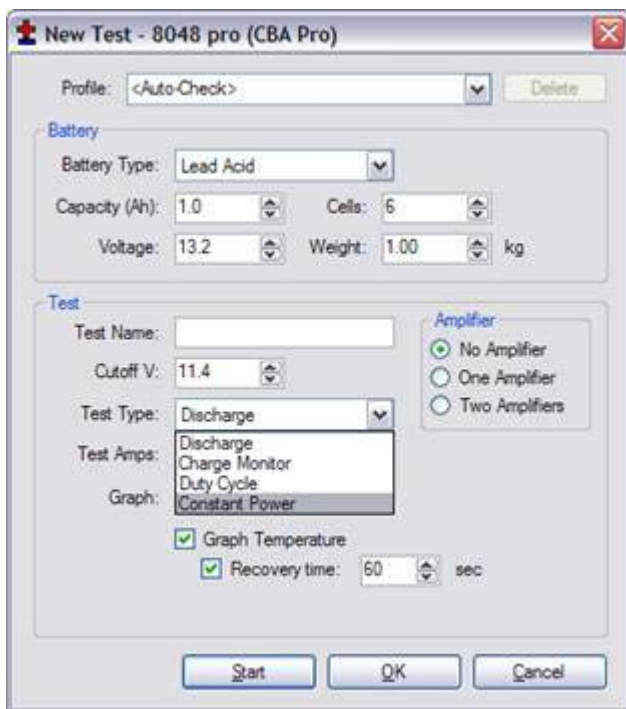 New Test - 8048 pro (CBA Pro)
Profile: <Auto-Check> Delete
Battery
Battery Type: Lead Acid
Capacity (Ah): 1.0 Cells: 6
Voltage: 13.2 Weight: 1.00 kg
Test
Test Name:
Amplifier
No Amplifier
One Amplifier
Two Amplifiers
Cutoff V: 11.4
Test Type: Discharge
Discharge
Charge Monitor
Duty Cycle
Constant Power
Test Amps:
Graph:
Graph Temperature
Recovery time: 60 sec
Start OK Cancel